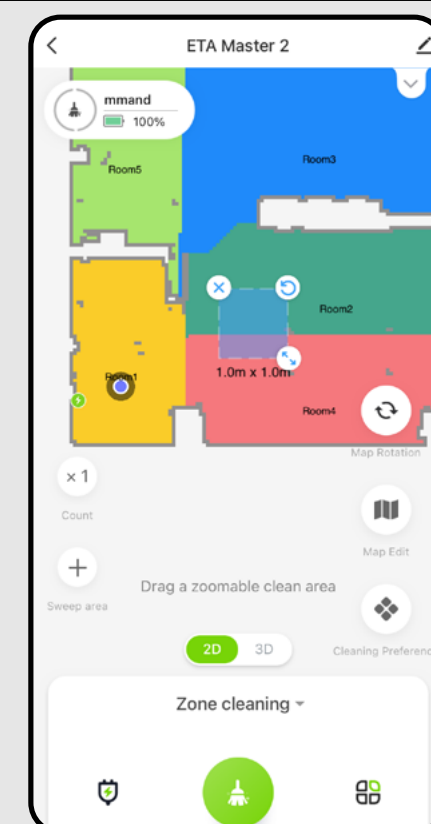 ETA Master 2
mmand
100%
Room5
Room3
Room2
1.0m x 1.0m
Room1
Room4
Map Rotation
× 1
Count
Map Edit
Drag a zoomable clean area
Sweep area
2D 3D
Cleaning Preferenc
Zone cleaning